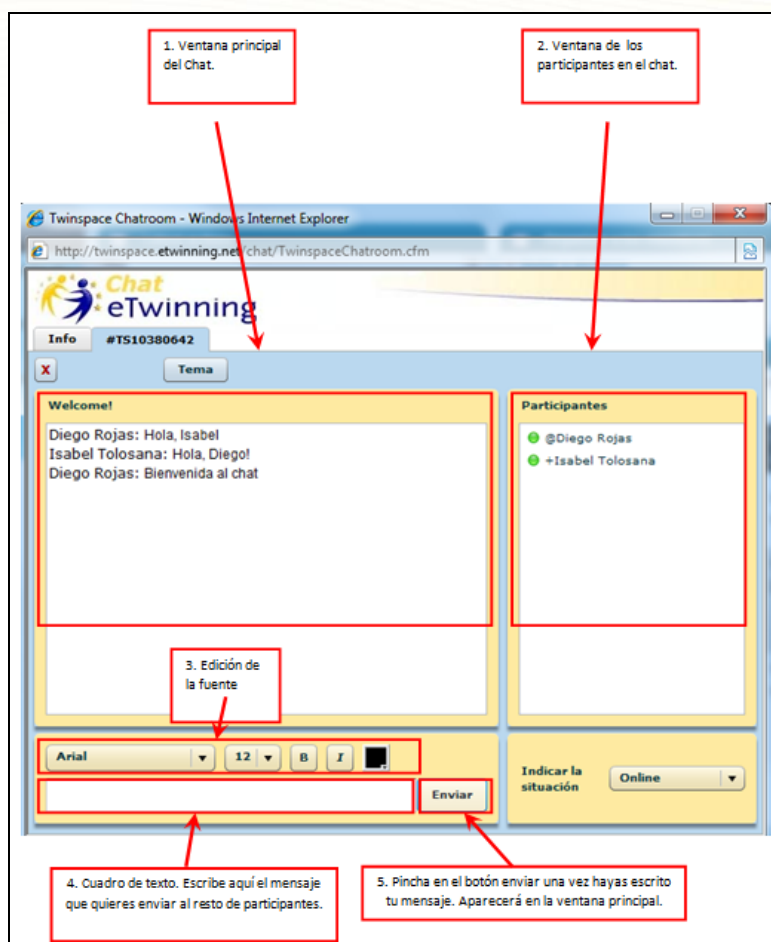 1. Ventana principal
del Chat.
2. Ventana de los
participantes en el chat.
Twinspace Chatroom - Windows Internet Explorer
http://twinspace.etwinning.net/chat/TwinspaceChatroom.cfm
Chat
eTwinning
Info #TS10380642
X Tema
Welcome!
Diego Rojas: Hola, Isabel
Isabel Tolosana: Hola, Diego!
Diego Rojas: Bienvenida al chat
Participantes
@Diego Rojas
+Isabel Tolosana
3. Edición de
la fuente
Arial 12 B I
Enviar
Indicar la
situación
Online
4. Cuadro de texto. Escribe aquí el mensaje
que quieres enviar al resto de participantes.
5. Pincha en el botón enviar una vez hayas escrito
tu mensaje. Aparecerá en la ventana principal.